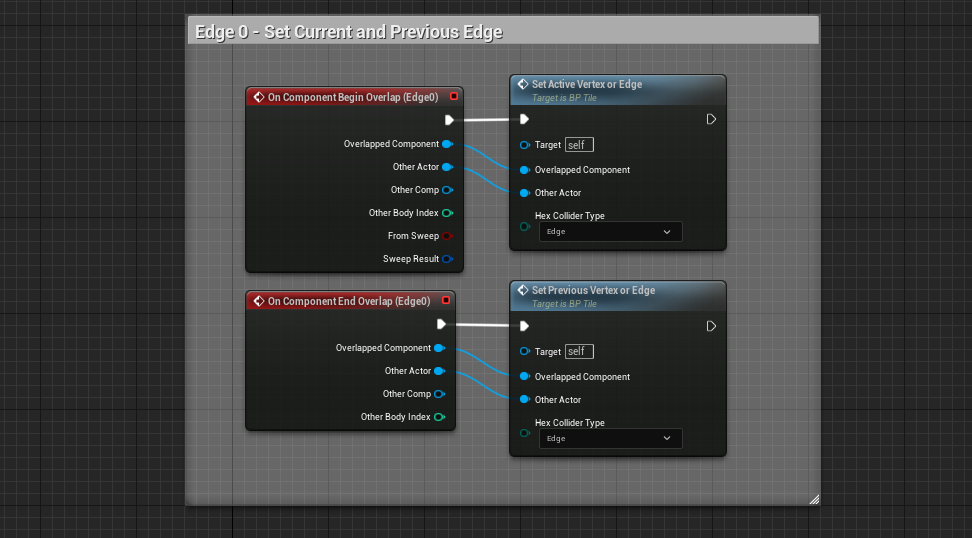 Edge 0 - Set Current and Previous Edge
On Component Begin Overlap (Edge0)
Overlapped Component
Other Actor
Other Comp
Other Body Index
From Sweep
Sweep Result
Set Active Vertex or Edge
Target is BP Tile
Target self
Overlapped Component
Other Actor
Hex Collider Type
Edge
On Component End Overlap (Edge0)
Overlapped Component
Other Actor
Other Comp
Other Body Index
Set Previous Vertex or Edge
Target is BP Tile
Target self
Overlapped Component
Other Actor
Hex Collider Type
Edge